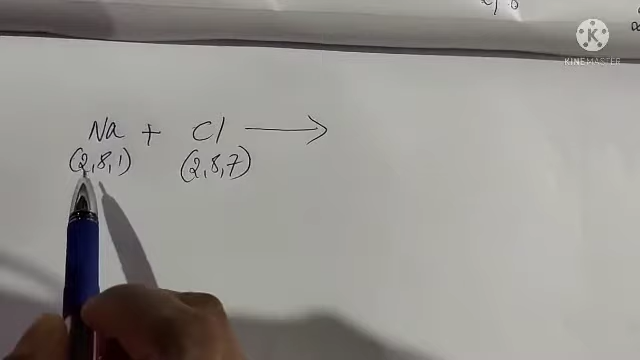 KINEMASTER
Na + Cl →
(2,8,1) (2,8,7)